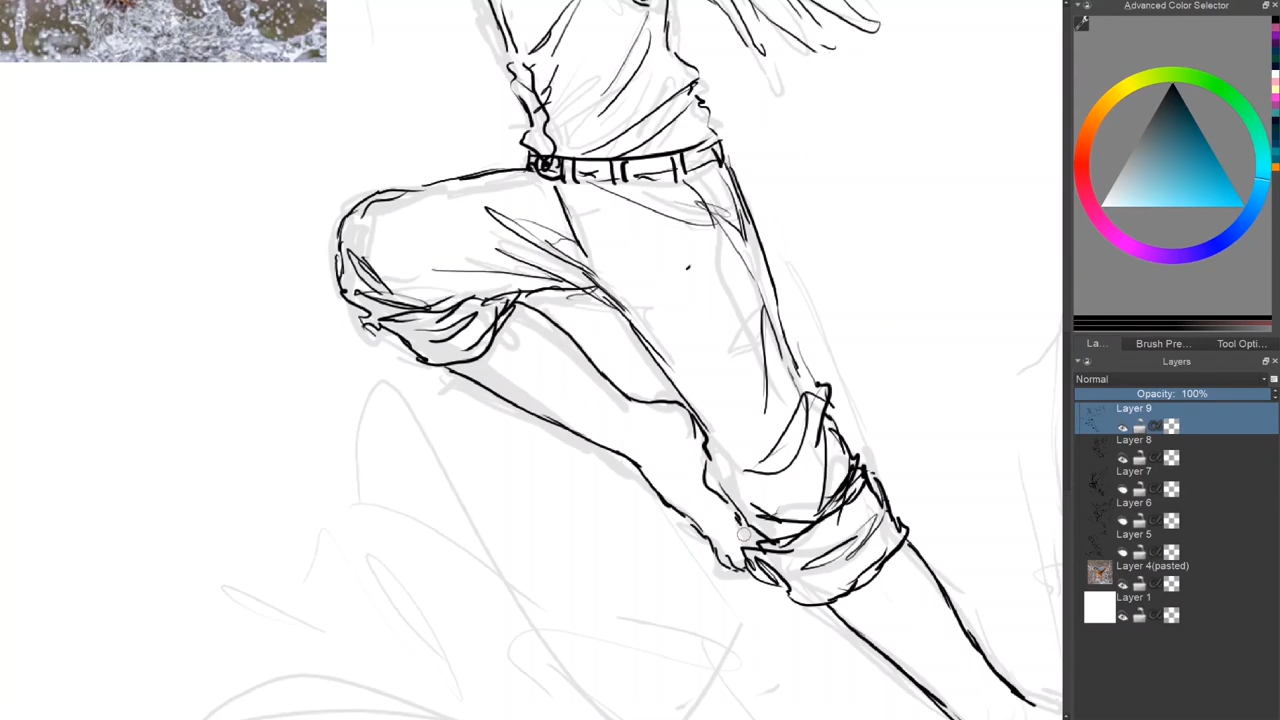 Advanced Color Selector
La...
Brush Pre...
Tool Opti...
Layers
Normal
Opacity: 100%
Layer 9
Layer 8
Layer 7
Layer 6
Layer 5
Layer 4(pasted)
Layer 1